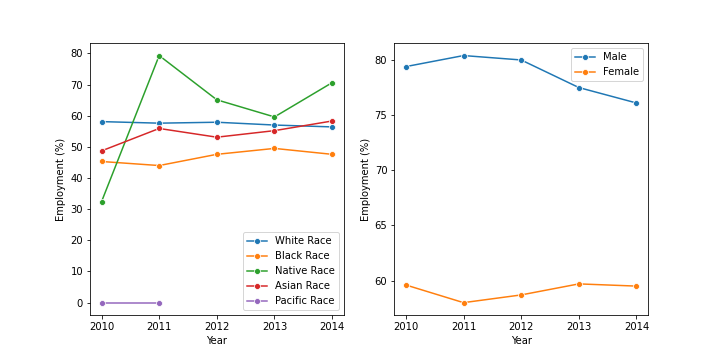 80
70
60
50
40
30
20
10
0
Employment (%)
2010 2011 2012 2013 2014
Year
White Race
Black Race
Native Race
Asian Race
Pacific Race
80
75
70
65
60
Employment (%)
2010 2011 2012 2013 2014
Year
Male
Female